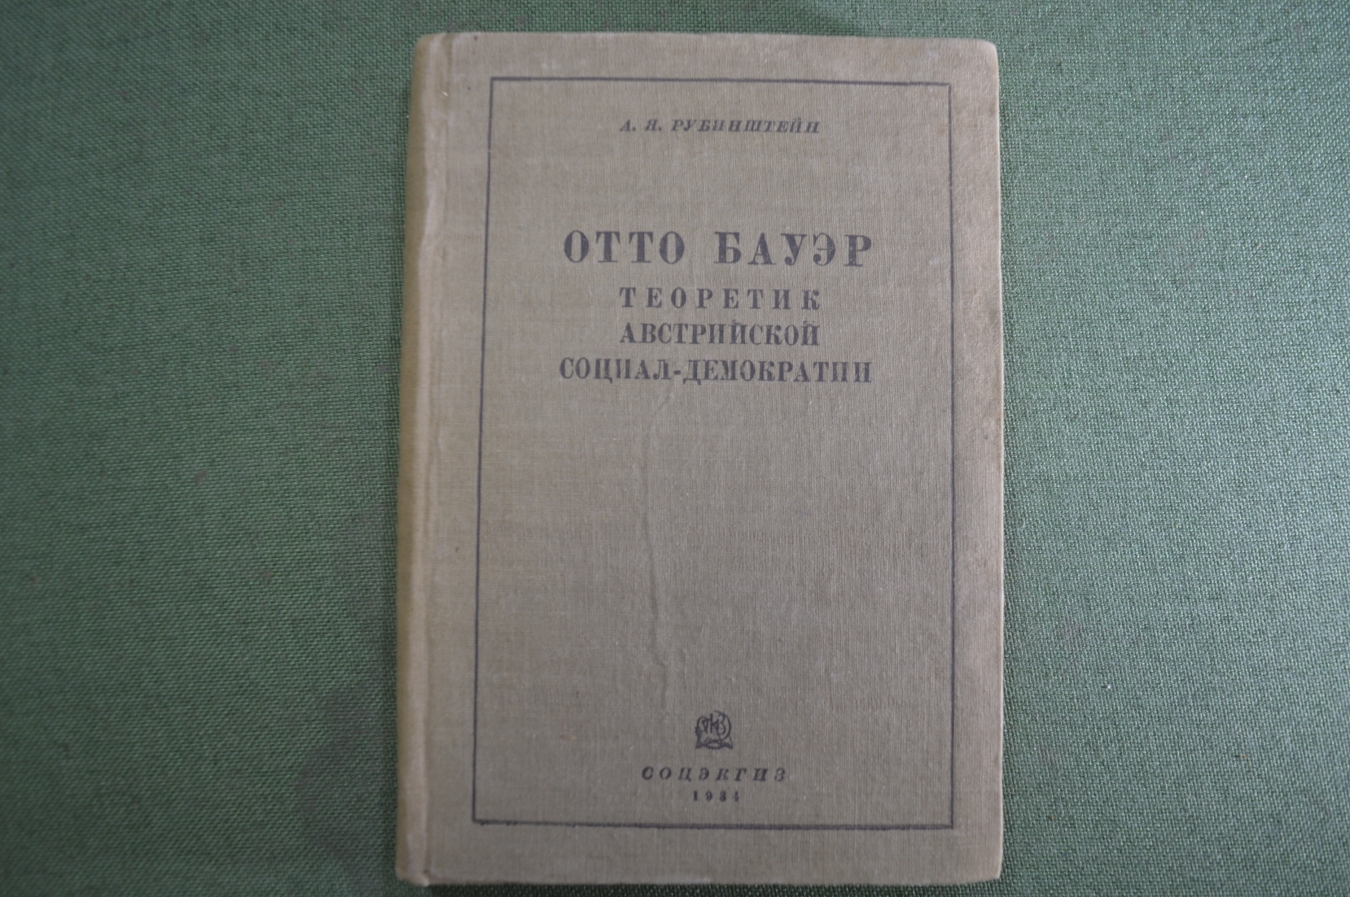 А. Я. РУБИНШТЕЙН
ОТТО БАУЭР
ТЕОРЕТИК
АВСТРИЙСКОЙ
СОЦИАЛ-ДЕМОКРАТИИ
СОЦЭКГИЗ
1934